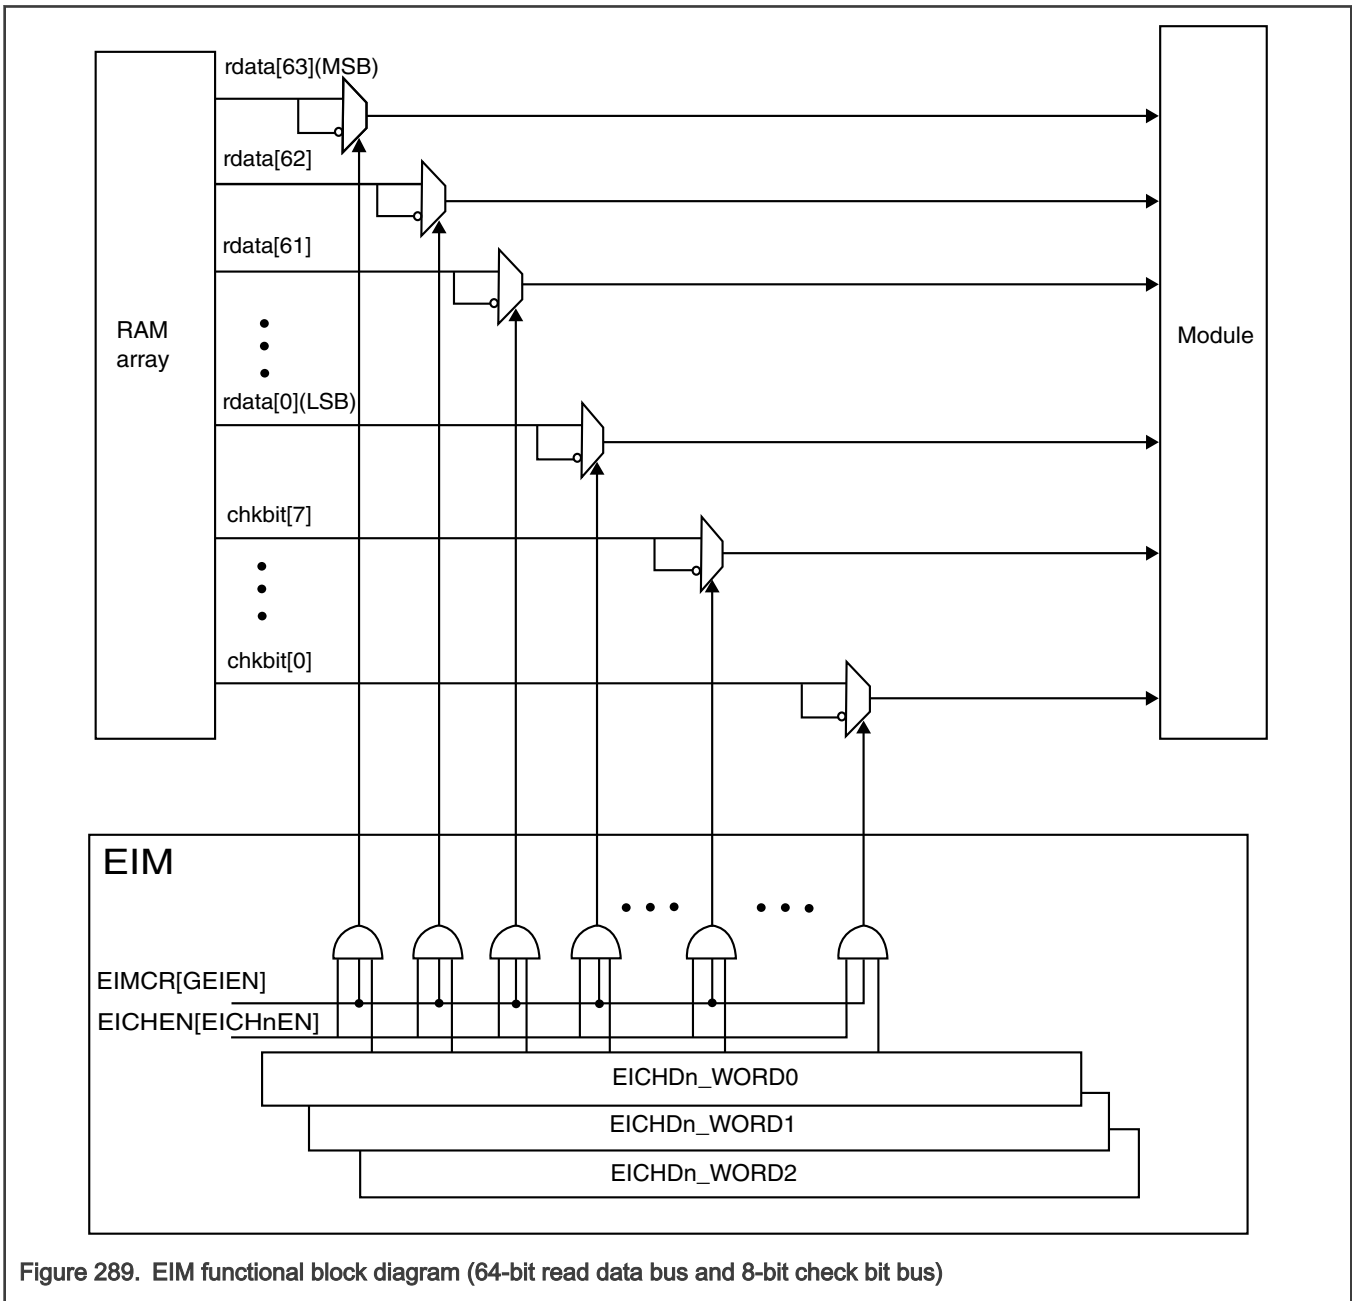 rdata[63](MSB)
rdata[62]
rdata[61]
RAM
array
Module
rdata[0](LSB)
chkbit[7]
chkbit[0]
EIM
EIMCR[GEIEN]
EICHEN[EICHnEN]
EICHDn_WORD0
EICHDn_WORD1
EICHDn_WORD2
Figure 289. EIM functional block diagram (64-bit read data bus and 8-bit check bit bus)